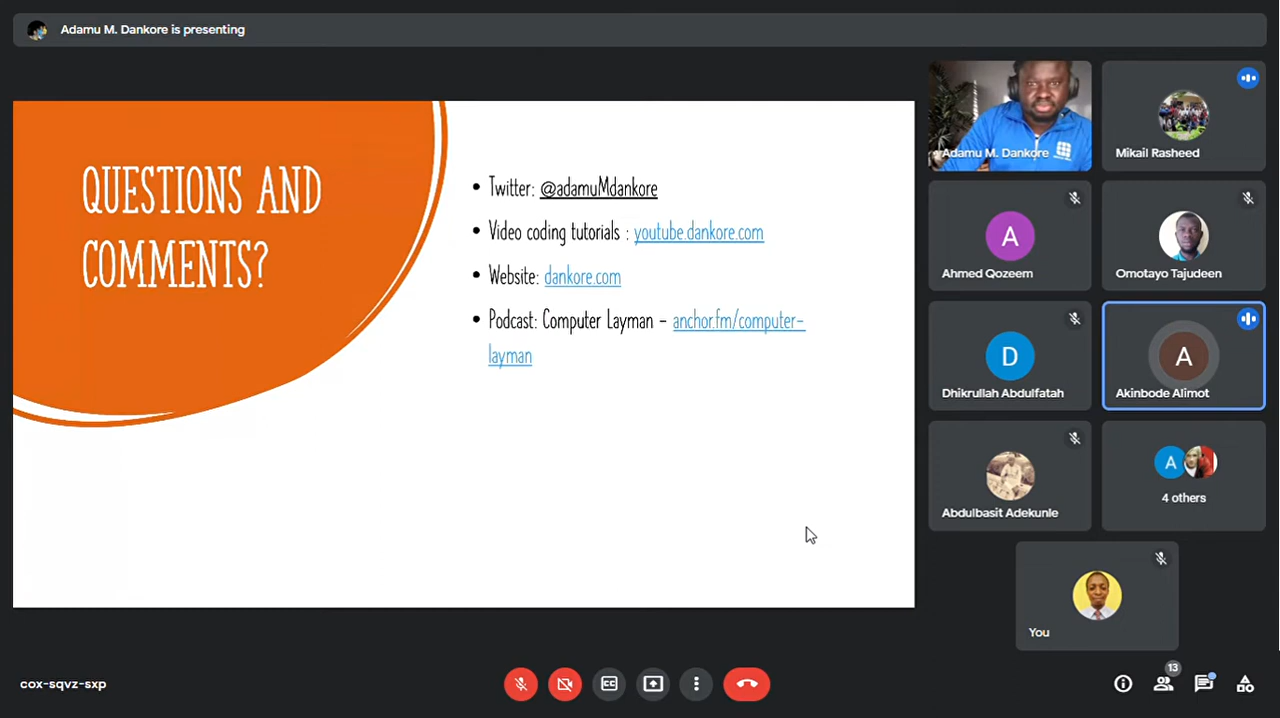 Adamu M. Dankore is presenting
QUESTIONS AND
COMMENTS?
• Twitter: @adamuMdankore
• Video coding tutorials : youtube.dankore.com
• Website: dankore.com
• Podcast: Computer Layman – anchor.fm/computer-
layman
Adamu M. Dankore
Mikail Rasheed
A
Ahmed Qozeem
Omotayo Tajudeen
D
Dhikrullah Abdulfatah
A
Akinbode Alimot
Abdulbasit Adekunle
A
4 others
You
cox-sqvz-sxp
CC
13